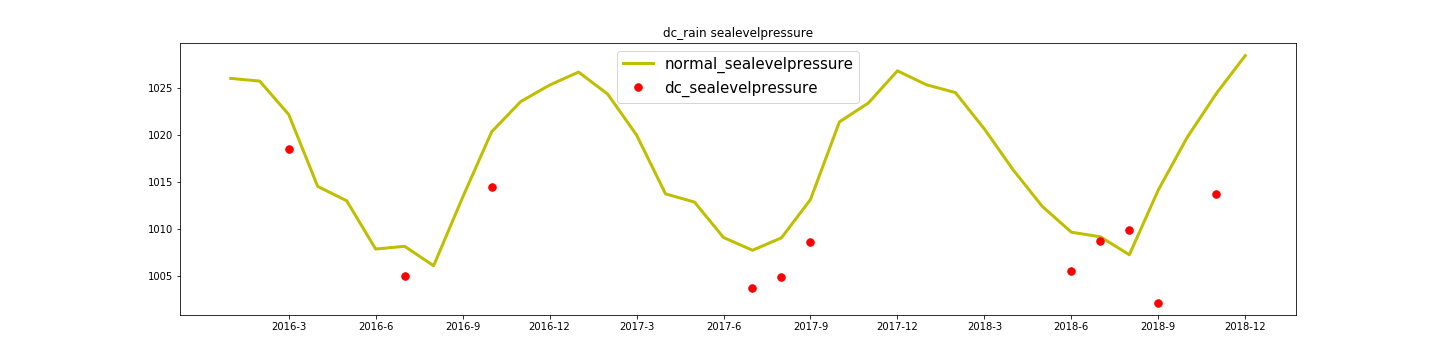 dc_rain sealevelpressure
normal_sealevelpressure
dc_sealevelpressure
1025
1020
1015
1010
1005
2016-3 2016-6 2016-9 2016-12 2017-3 2017-6 2017-9 2017-12 2018-3 2018-6 2018-9 2018-12